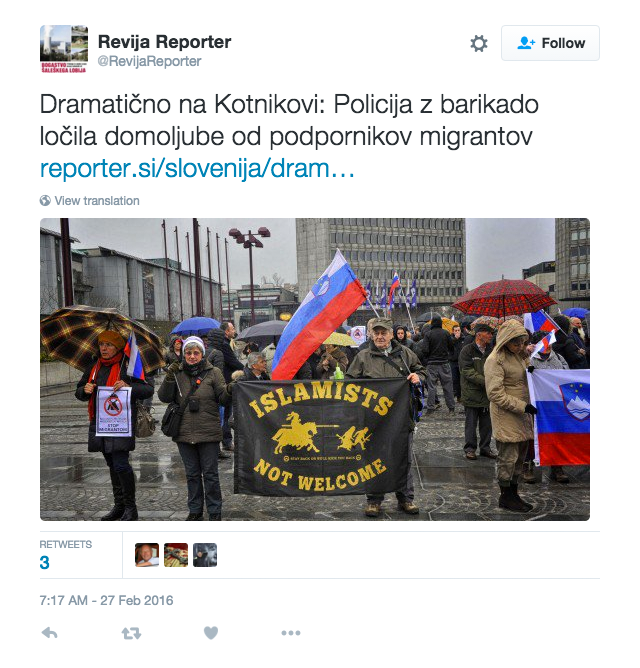 Revija Reporter
@RevijaReporter
Follow
Dramatično na Kotnikovi: Policija z barikado
ločila domoljube od podpornikov migrantov
reporter.si/slovenija/dram…
View translation
STOP
MIGRANTOM!
ISLAMISTS
NOT WELCOME
RETWEETS
3
7:17 AM - 27 Feb 2016